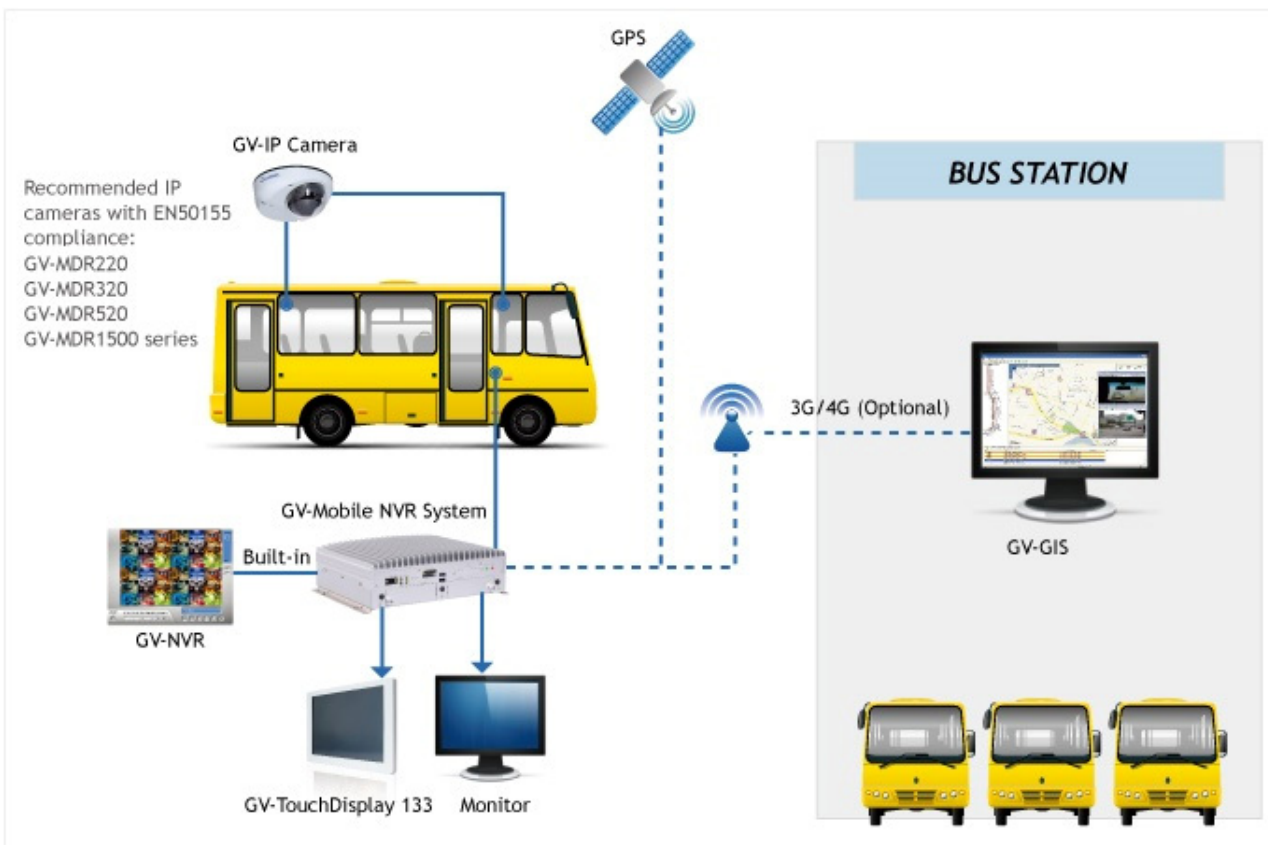 GPS
GV-IP Camera
Recommended IP
cameras with EN50155
compliance:
GV-MDR220
GV-MDR320
GV-MDR520
GV-MDR1500 series
BUS STATION
3G/4G (Optional)
GV-GIS
GV-Mobile NVR System
Built-in
GV-NVR
GV-TouchDisplay 133
Monitor